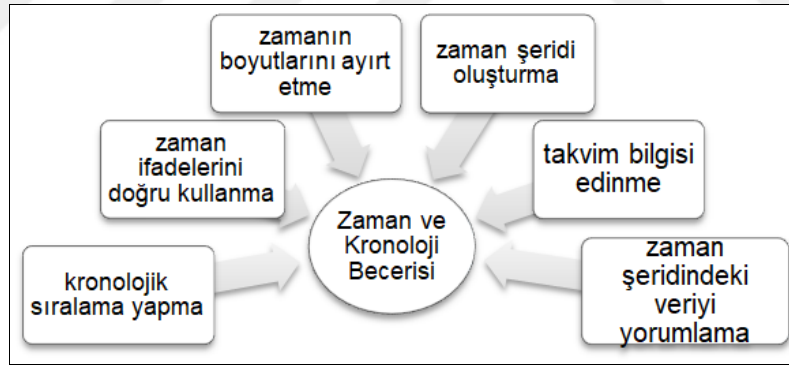 zamanın
boyutlarını ayırt
etme
zaman şeridi
oluşturma
zaman
ifadelerini
doğru kullanma
takvim bilgisi
edinme
Zaman ve
Kronoloji
Becerisi
kronolojik
sıralama yapma
zaman
şeridindeki
veriyi
yorumlama